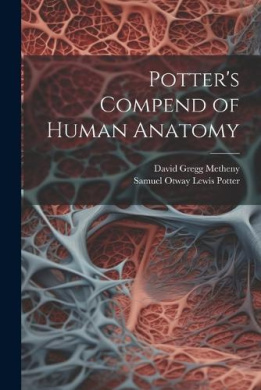 Potter's
Compend of
Human Anatomy
David Gregg Metheny
Samuel Otway Lewis Potter